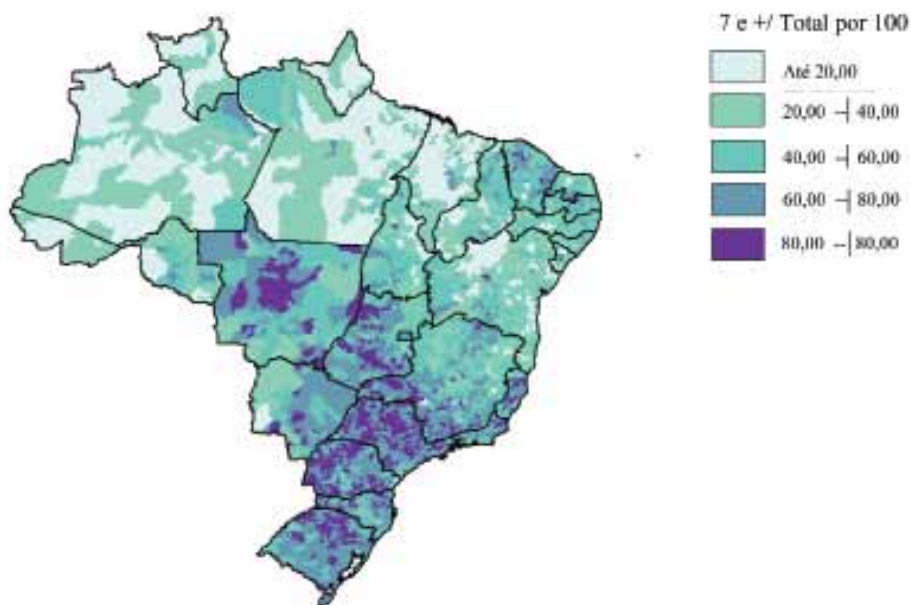 7 e +/ Total por 100
Até 20,00
20,00 --| 40,00
40,00 --| 60,00
60,00 --| 80,00
80,00 --| 80,00